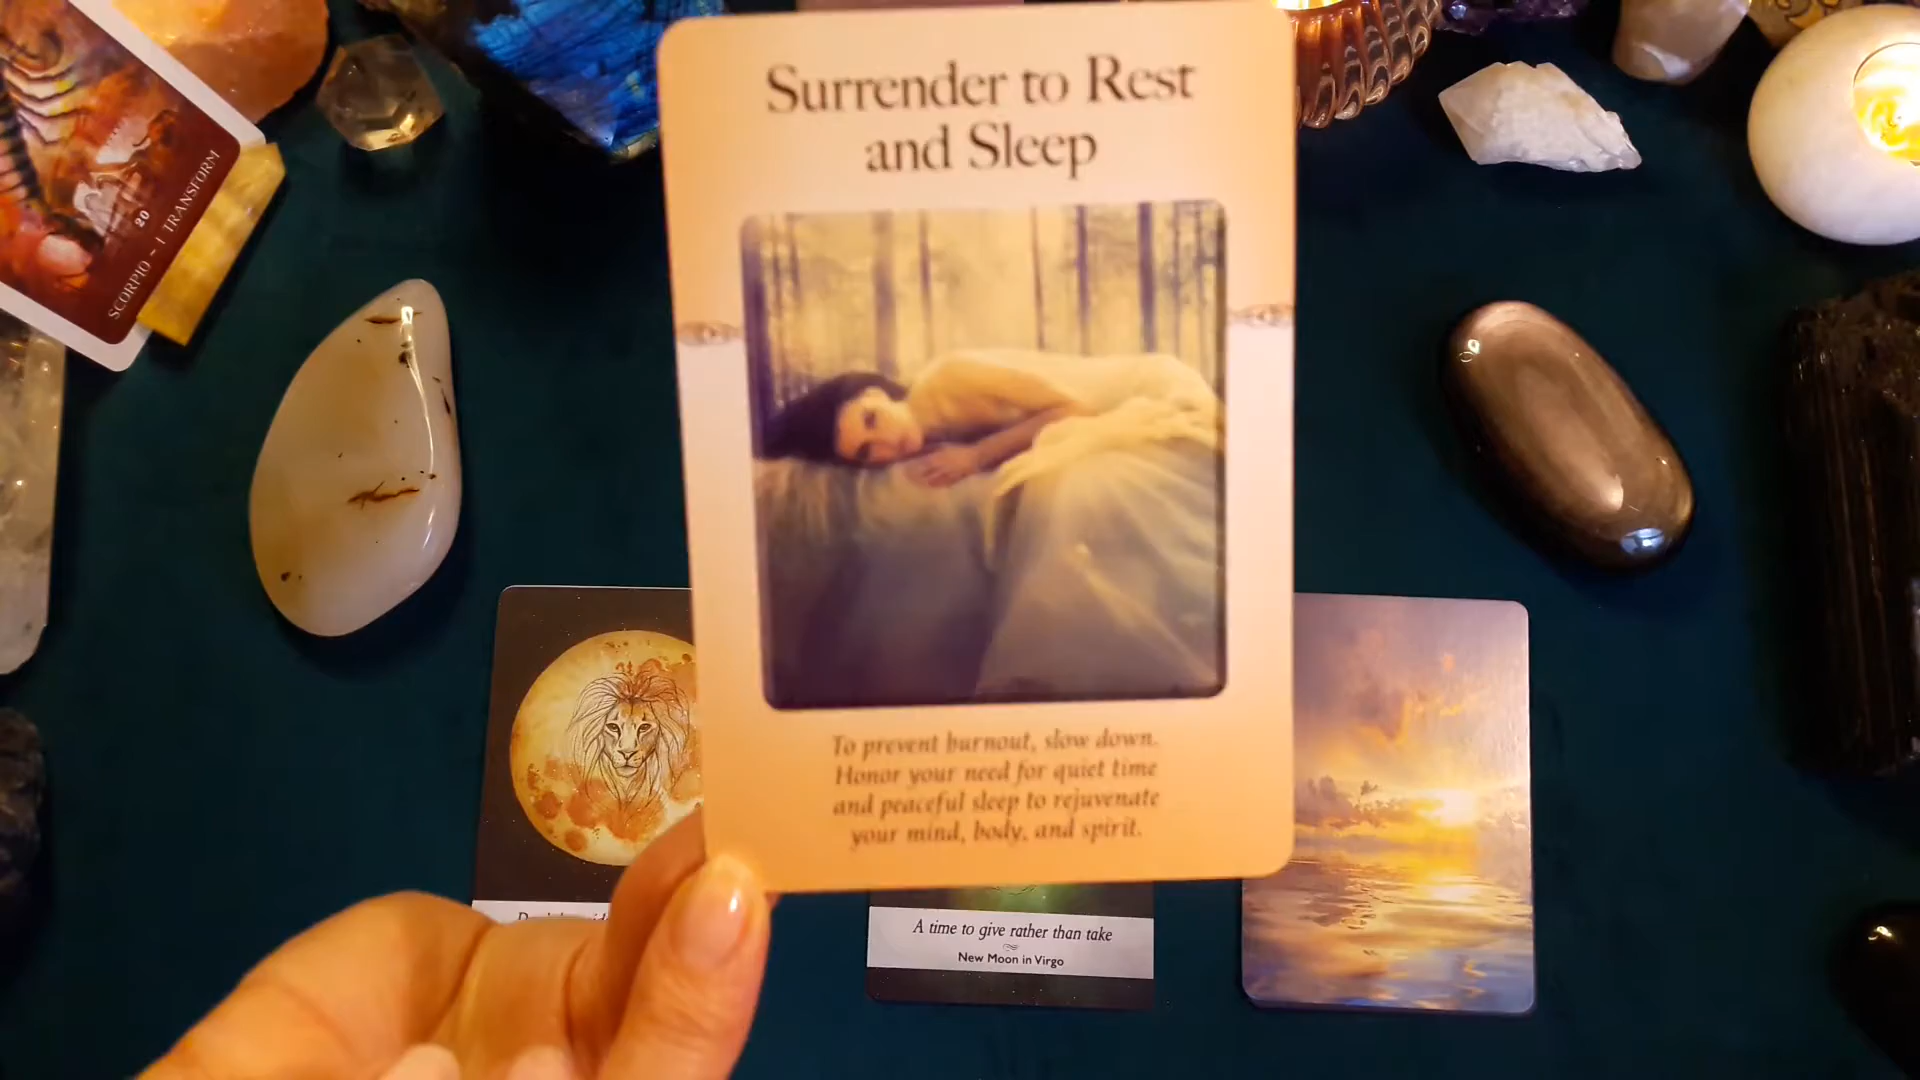 Surrender to Rest
and Sleep
20
SCORPIO ~ I TRANSFORM
To prevent burnout, slow down.
Honor your need for quiet time
and peaceful sleep to rejuvenate
your mind, body, and spirit.
A time to give rather than take
New Moon in Virgo